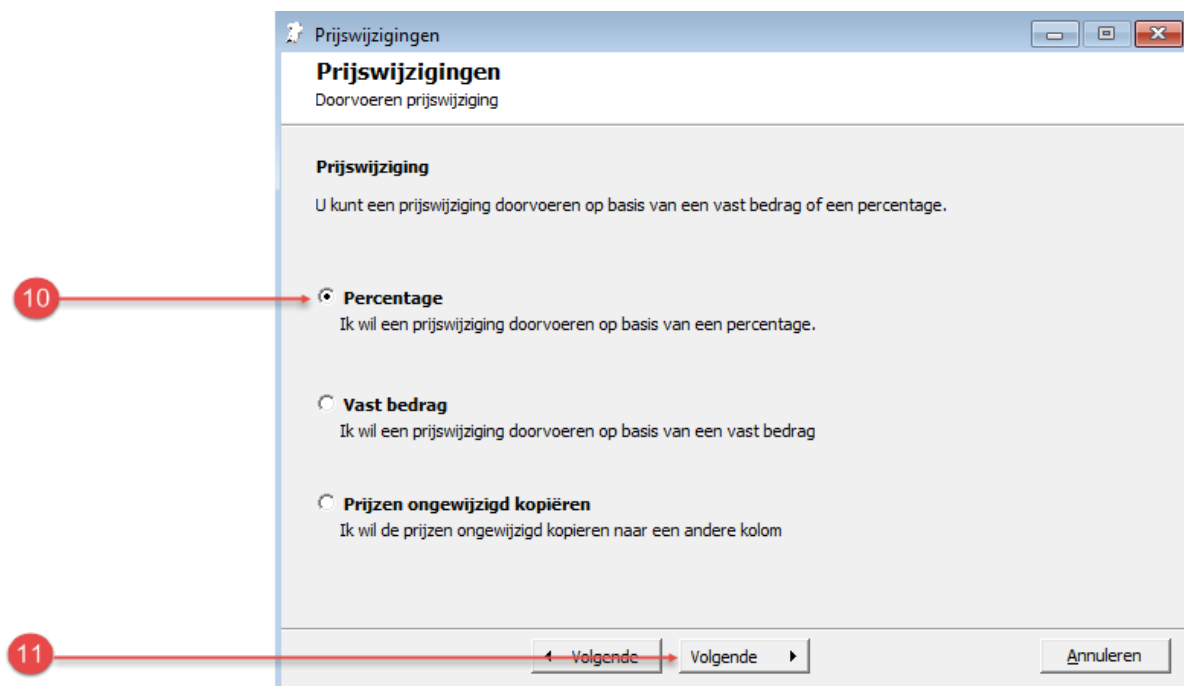 Prijswijzigingen
Prijswijzigingen
Doorvoeren prijswijziging
Prijswijziging
U kunt een prijswijziging doorvoeren op basis van een vast bedrag of een percentage.
10
Percentage
Ik wil een prijswijziging doorvoeren op basis van een percentage.
Vast bedrag
Ik wil een prijswijziging doorvoeren op basis van een vast bedrag
Prijzen ongewijzigd kopiëren
Ik wil de prijzen ongewijzigd kopieren naar een andere kolom
11
Volgende Volgende Annuleren